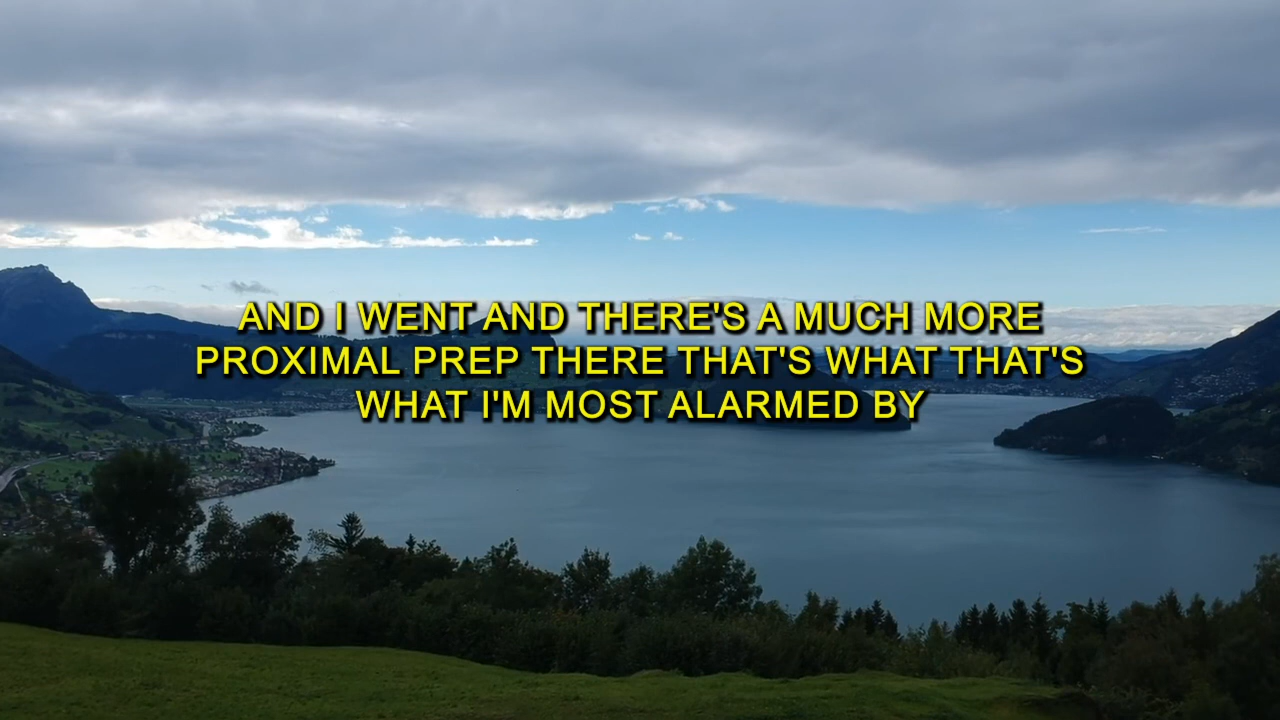 AND I WENT AND THERE'S A MUCH MORE
PROXIMAL PREP THERE THAT'S WHAT THAT'S
WHAT I'M MOST ALARMED BY